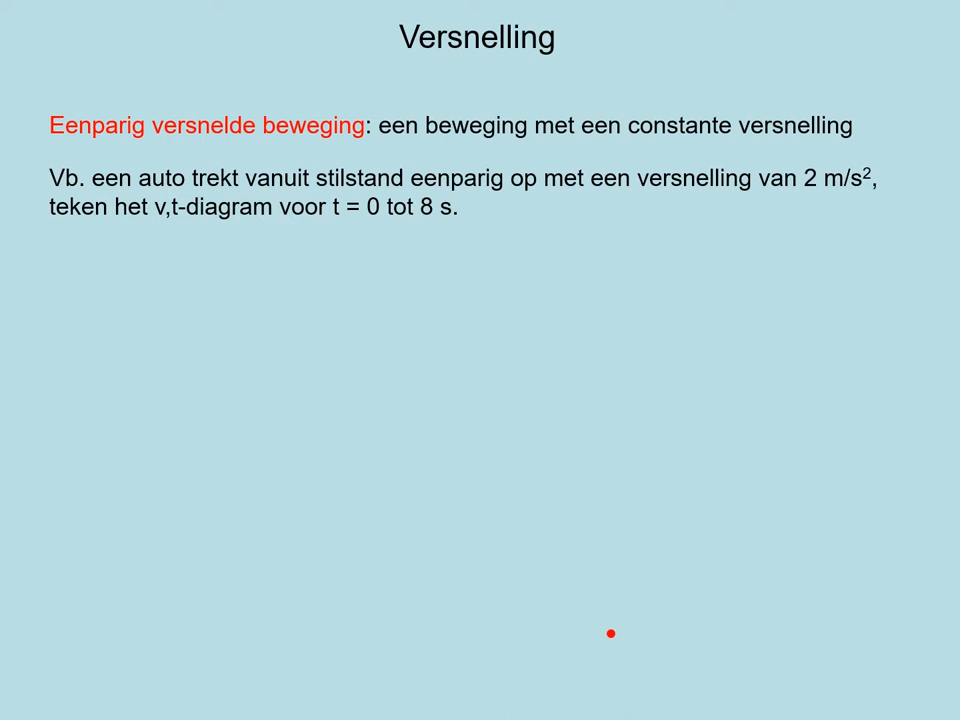 Versnelling
Eenparig versnelde beweging: een beweging met een constante versnelling
Vb. een auto trekt vanuit stilstand eenparig op met een versnelling van 2 m/s²,
teken het v,t-diagram voor t = 0 tot 8 s.